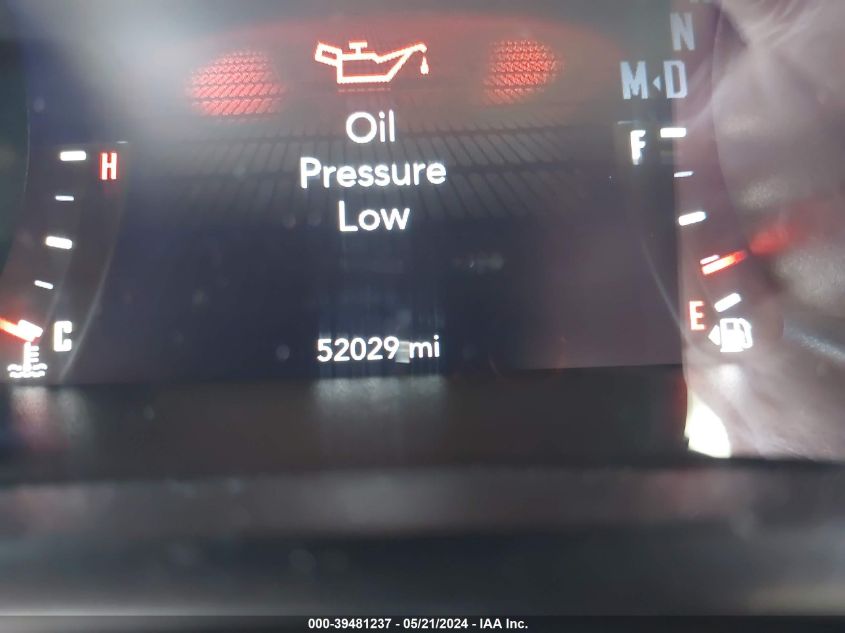 N
M◂D
Oil
Pressure
Low
H
F
C
E
52029 mi
000-39481237 - 05/21/2024 - IAA Inc.